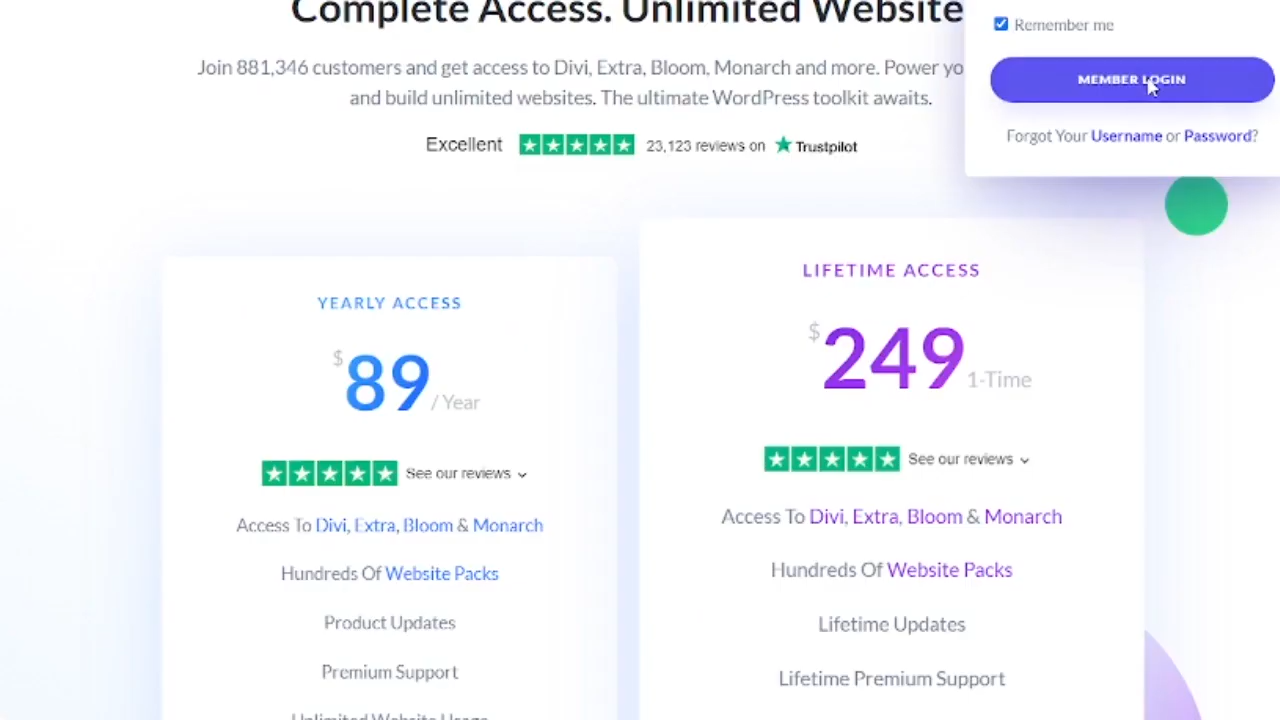 Complete Access. Unlimited Website
Join 881,346 customers and get access to Divi, Extra, Bloom, Monarch and more. Power yo
and build unlimited websites. The ultimate WordPress toolkit awaits.
Excellent 23,123 reviews on Trustpilot
Remember me
MEMBER LOGIN
Forgot Your Username or Password?
YEARLY ACCESS
$89 / Year
See our reviews
Access To Divi, Extra, Bloom & Monarch
Hundreds Of Website Packs
Product Updates
Premium Support
Unlimited Website Usage
LIFETIME ACCESS
$249 1-Time
See our reviews
Access To Divi, Extra, Bloom & Monarch
Hundreds Of Website Packs
Lifetime Updates
Lifetime Premium Support